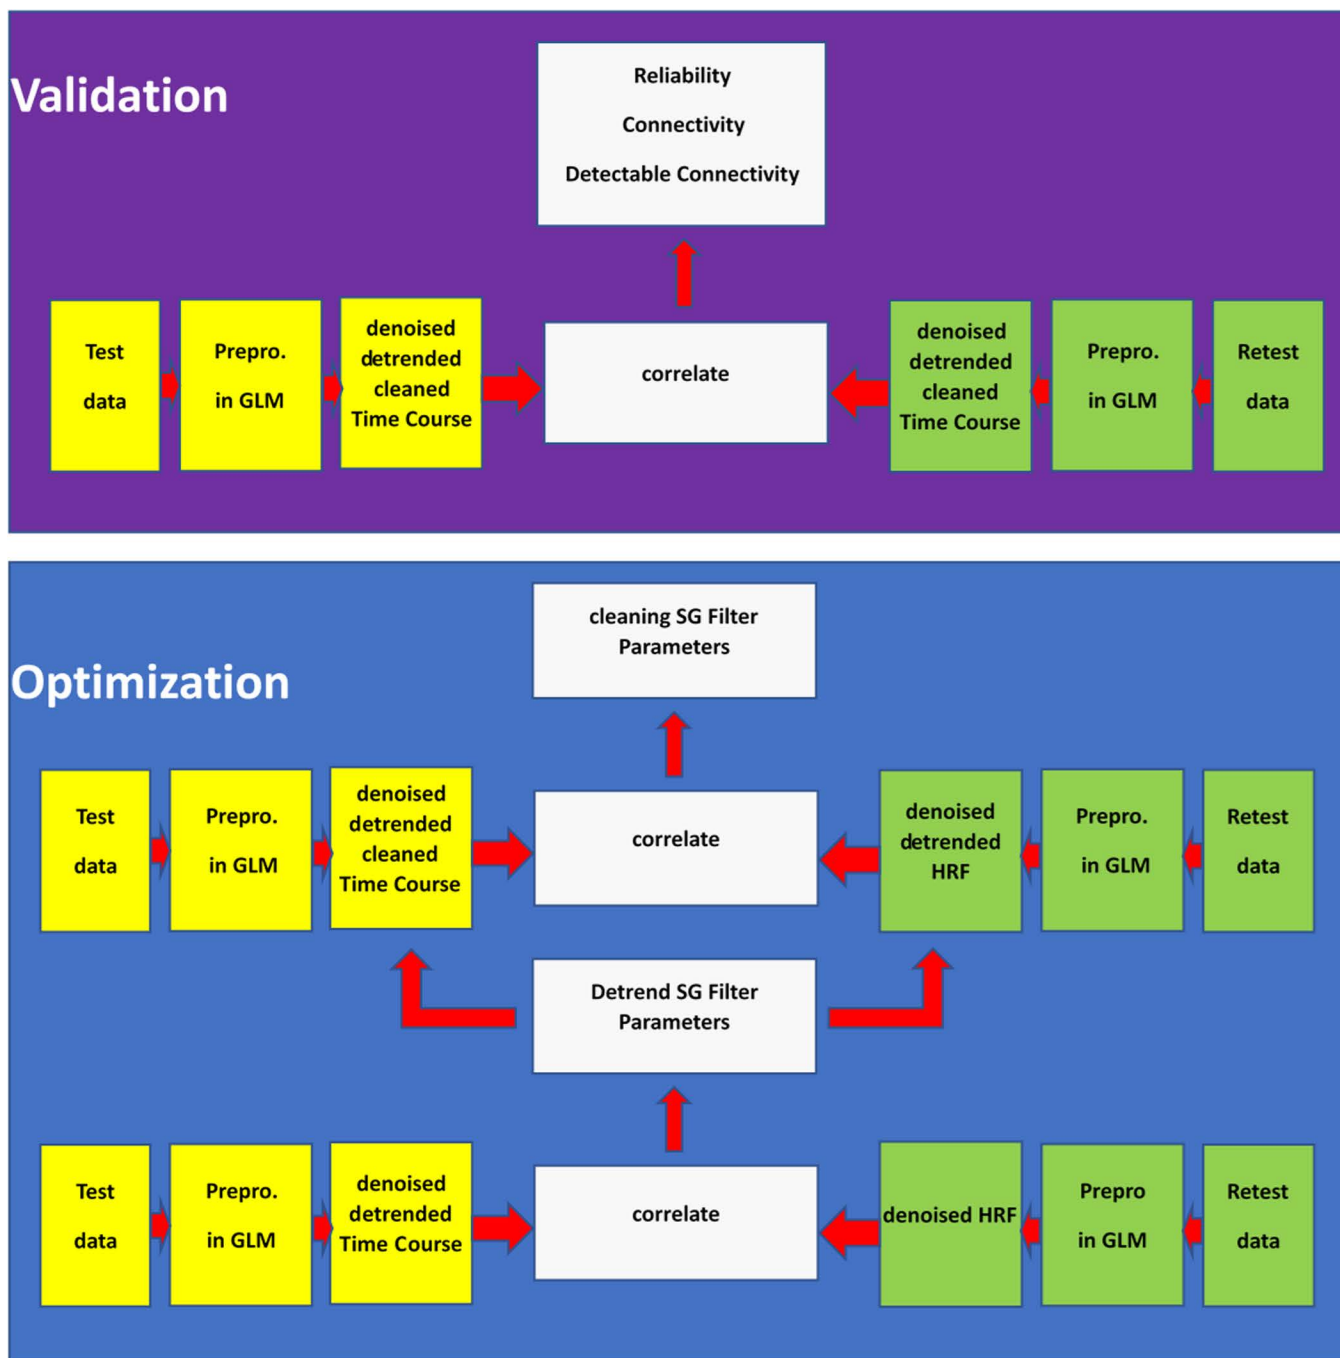 Validation
Reliability
Connectivity
Detectable Connectivity
Test
data
Prepro.
in GLM
denoised
detrended
cleaned
Time Course
correlate
denoised
detrended
cleaned
Time Course
Prepro.
in GLM
Retest
data
Optimization
cleaning SG Filter
Parameters
Test
data
Prepro.
in GLM
denoised
detrended
cleaned
Time Course
correlate
denoised
detrended
HRF
Prepro.
in GLM
Retest
data
Detrend SG Filter
Parameters
Test
data
Prepro.
in GLM
denoised
detrended
Time Course
correlate
denoised HRF
Prepro
in GLM
Retest
data